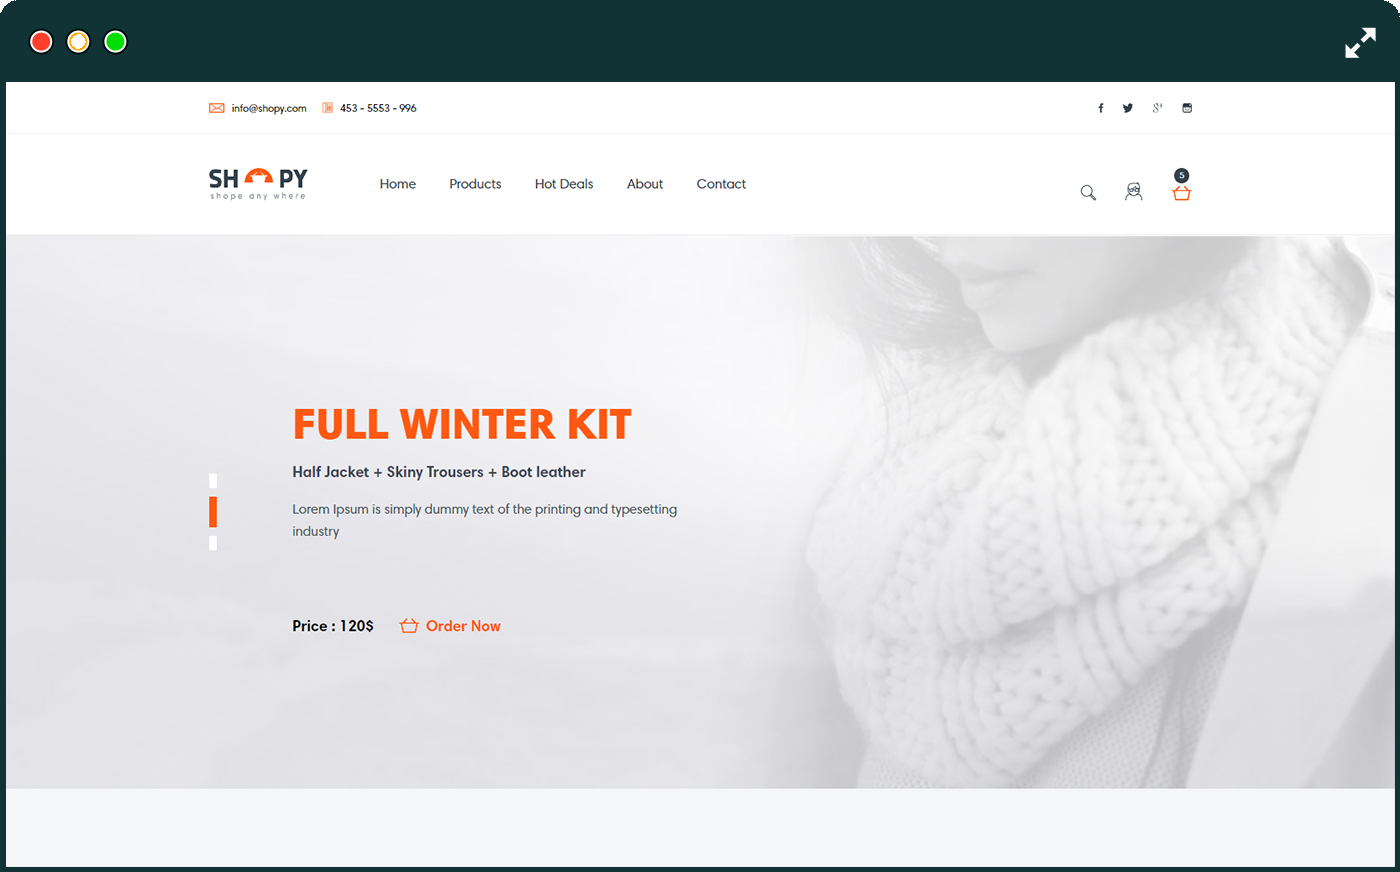 info@shopy.com 453 - 5553 - 996
SH PY
shope any where
Home Products Hot Deals About Contact
5
FULL WINTER KIT
Half Jacket + Skiny Trousers + Boot leather
Lorem Ipsum is simply dummy text of the printing and typesetting
industry
Price : 120$ Order Now